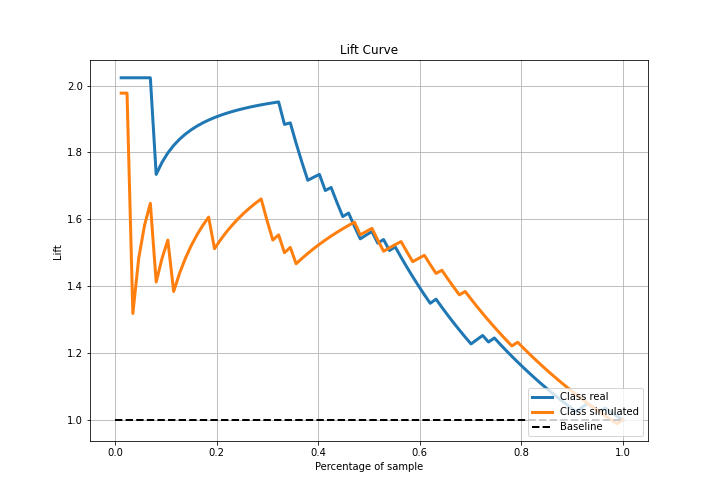 Lift Curve
Lift
2.0
1.8
1.6
1.4
1.2
1.0
0.0
0.2
0.4
0.6
0.8
1.0
Percentage of sample
Class real
Class simulated
Baseline